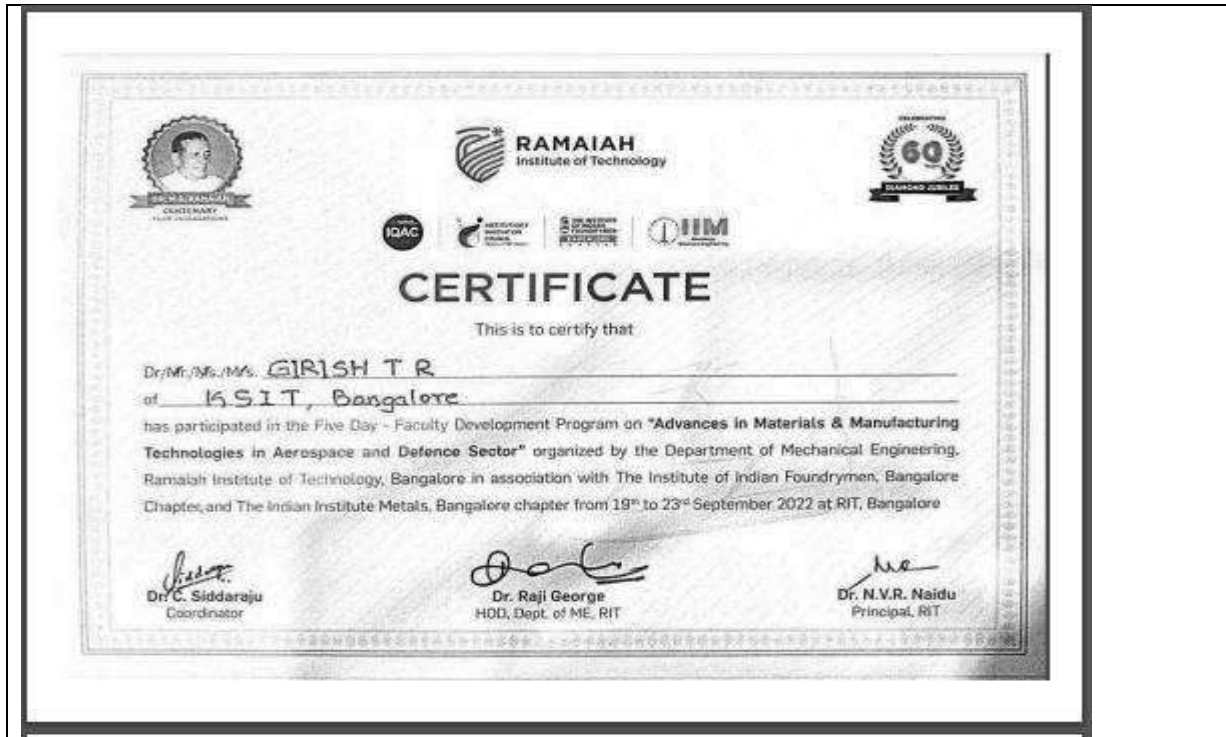 RAMAIAH
Institute of Technology
CELEBRATING
60
DIAMOND JUBILEE
DR. M.S. RAMAIAH
CENTENARY
IQAC
IIM
CERTIFICATE
This is to certify that
Dr/Mr./Ms./M/s. GIRISH T R
of KSIT, Bangalore
has participated in the Five Day - Faculty Development Program on "Advances in Materials & Manufacturing
Technologies in Aerospace and Defence Sector" organized by the Department of Mechanical Engineering,
Ramaiah Institute of Technology, Bangalore in association with The Institute of Indian Foundrymen, Bangalore
Chapter, and The Indian Institute Metals, Bangalore chapter from 19th to 23rd September 2022 at RIT, Bangalore
Dr. C. Siddaraju
Coordinator
Dr. Raji George
HOD, Dept. of ME, RIT
Dr. N.V.R. Naidu
Principal, RIT